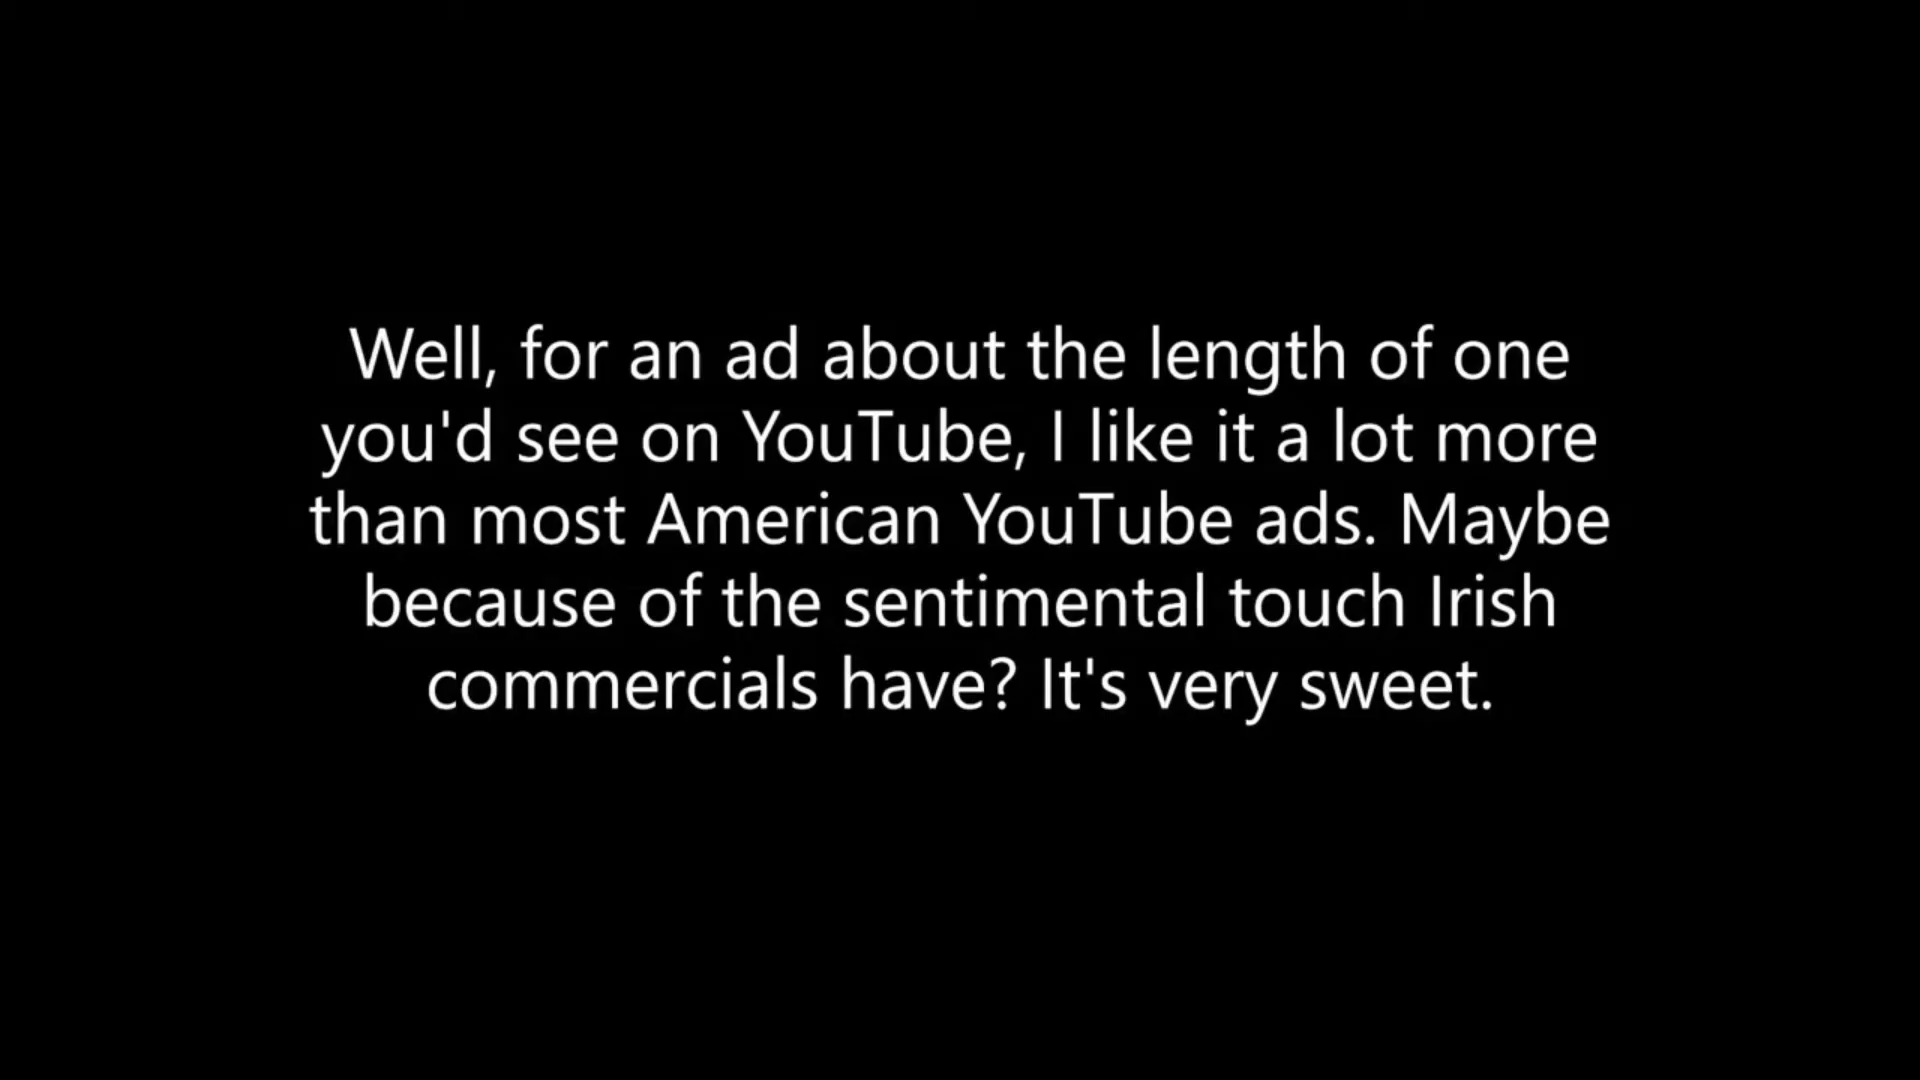 Well, for an ad about the length of one
you'd see on YouTube, I like it a lot more
than most American YouTube ads. Maybe
because of the sentimental touch Irish
commercials have? It's very sweet.